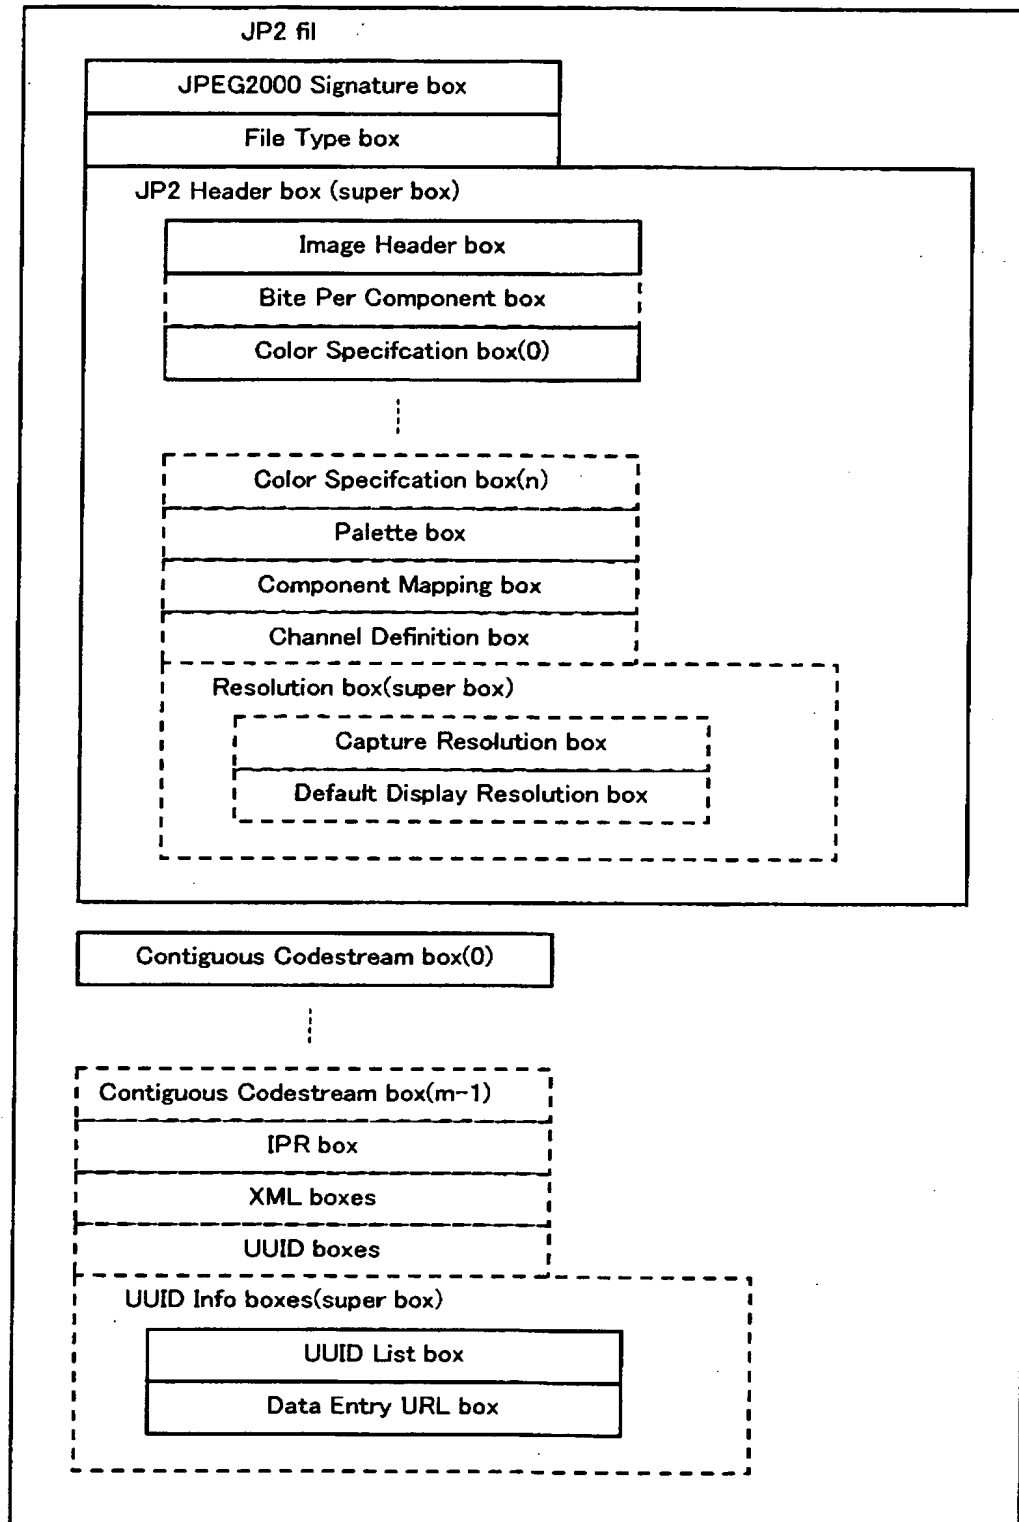 JP2 fil
JPEG2000 Signature box
File Type box
JP2 Header box (super box)
Image Header box
Bite Per Component box
Color Specifcation box(0)
Color Specifcation box(n)
Palette box
Component Mapping box
Channel Definition box
Resolution box(super box)
Capture Resolution box
Default Display Resolution box
Contiguous Codestream box(0)
Contiguous Codestream box(m-1)
IPR box
XML boxes
UUID boxes
UUID Info boxes(super box)
UUID List box
Data Entry URL box